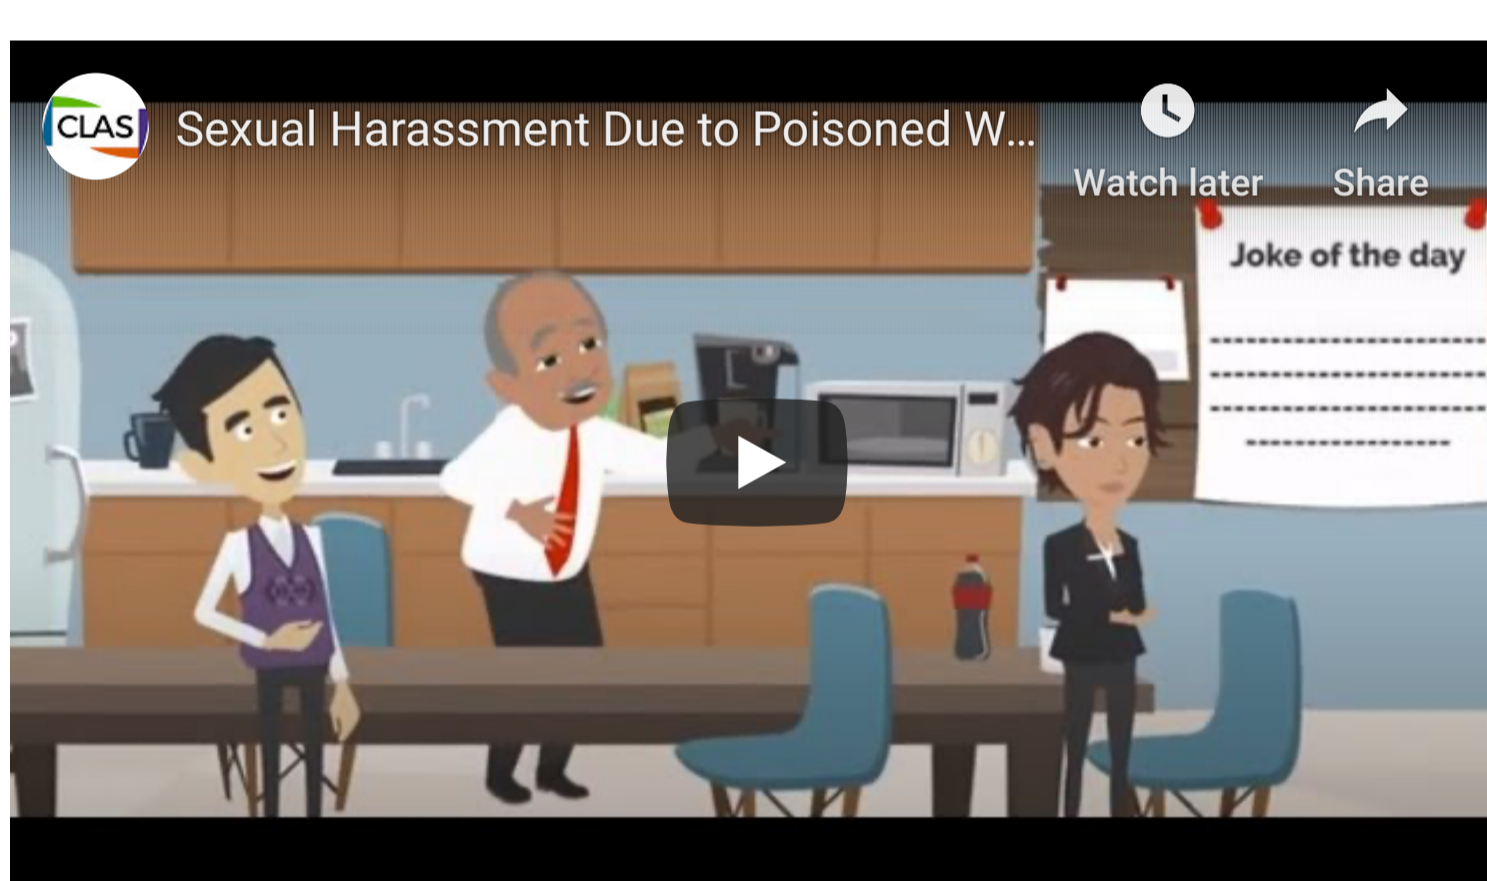 CLAS
Sexual Harassment Due to Poisoned W...
Watch later
Share
Joke of the day